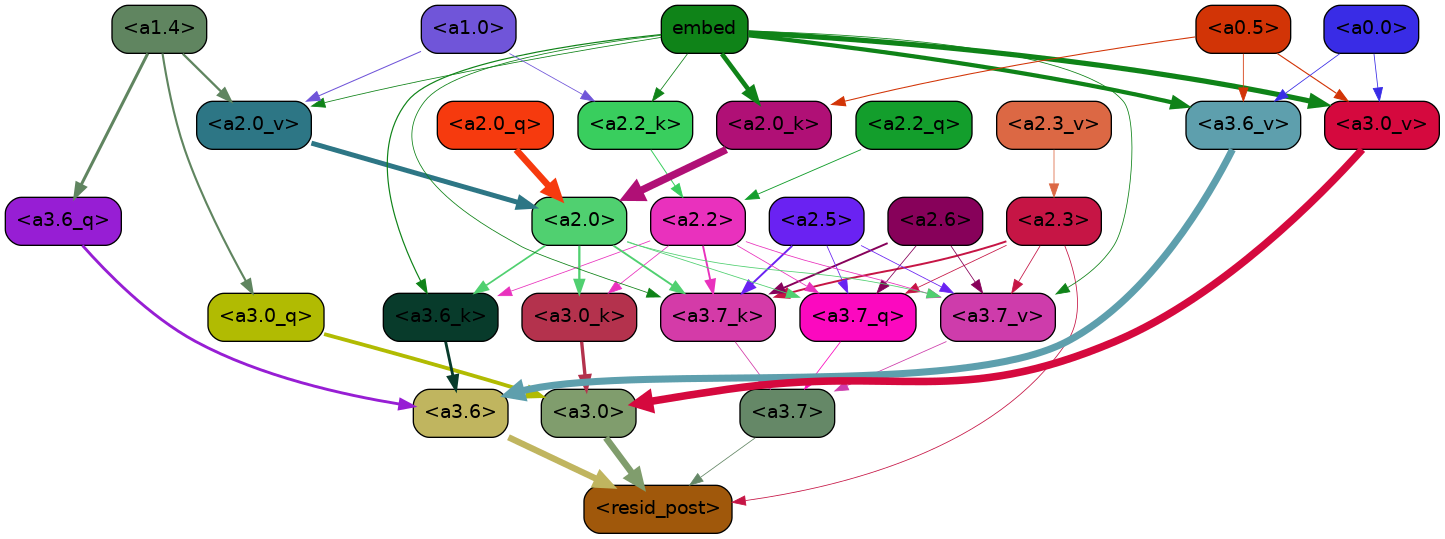 <a1.4>
<a1.0>
embed
<a0.5>
<a0.0>
<a2.0_v>
<a2.0_q>
<a2.2_k>
<a2.0_k>
<a2.2_q>
<a2.3_v>
<a3.6_v>
<a3.0_v>
<a3.6_q>
<a2.0>
<a2.2>
<a2.5>
<a2.6>
<a2.3>
<a3.0_q>
<a3.6_k>
<a3.0_k>
<a3.7_k>
<a3.7_q>
<a3.7_v>
<a3.6>
<a3.0>
<a3.7>
<resid_post>